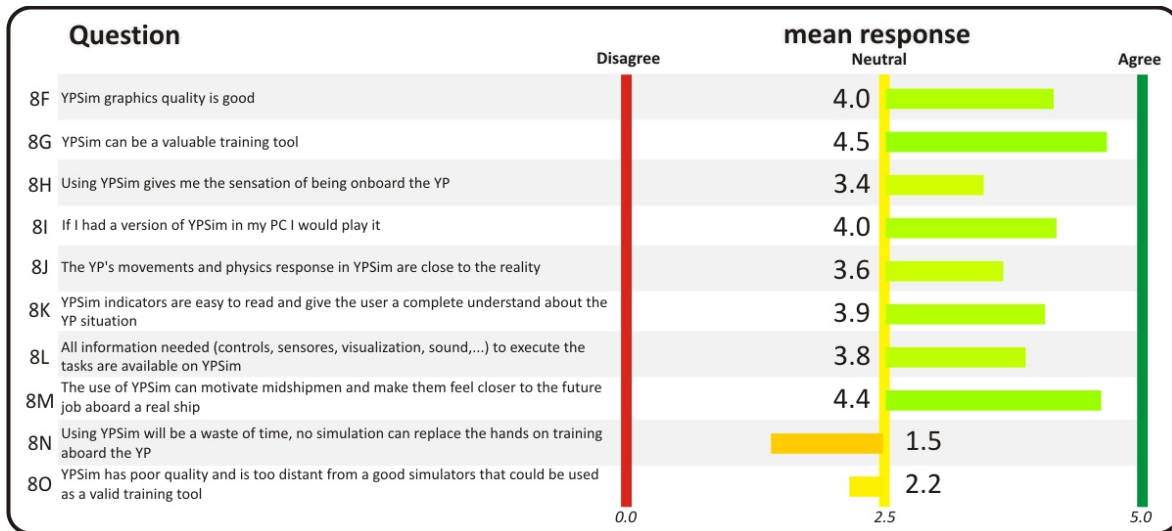 Question mean response
Disagree Neutral Agree
8F YPSim graphics quality is good 4.0
8G YPSim can be a valuable training tool 4.5
8H Using YPSim gives me the sensation of being onboard the YP 3.4
8I If I had a version of YPSim in my PC I would play it 4.0
8J The YP's movements and physics response in YPSim are close to the reality 3.6
8K YPSim indicators are easy to read and give the user a complete understand about the
YP situation 3.9
8L All information needed (controls, sensores, visualization, sound,...) to execute the
tasks are available on YPSim 3.8
8M The use of YPSim can motivate midshipmen and make them feel closer to the future
job aboard a real ship 4.4
8N Using YPSim will be a waste of time, no simulation can replace the hands on training
aboard the YP 1.5
8O YPSim has poor quality and is too distant from a good simulators that could be used
as a valid training tool 2.2
0.0 2.5 5.0